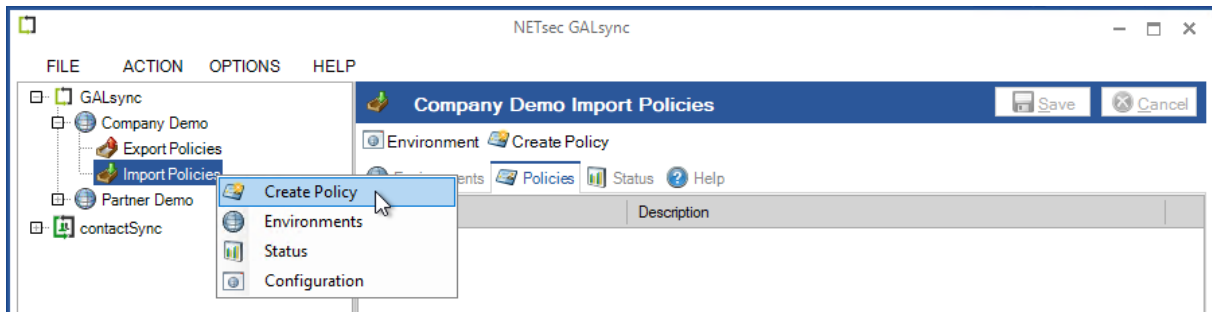 NETsec GALsync
FILE ACTION OPTIONS HELP
GALsync
Company Demo
Export Policies
Import Policies
Partner Demo
contactSync
Create Policy
Environments
Status
Configuration
Company Demo Import Policies
Save
Cancel
Environment Create Policy
Policies Status Help
Description